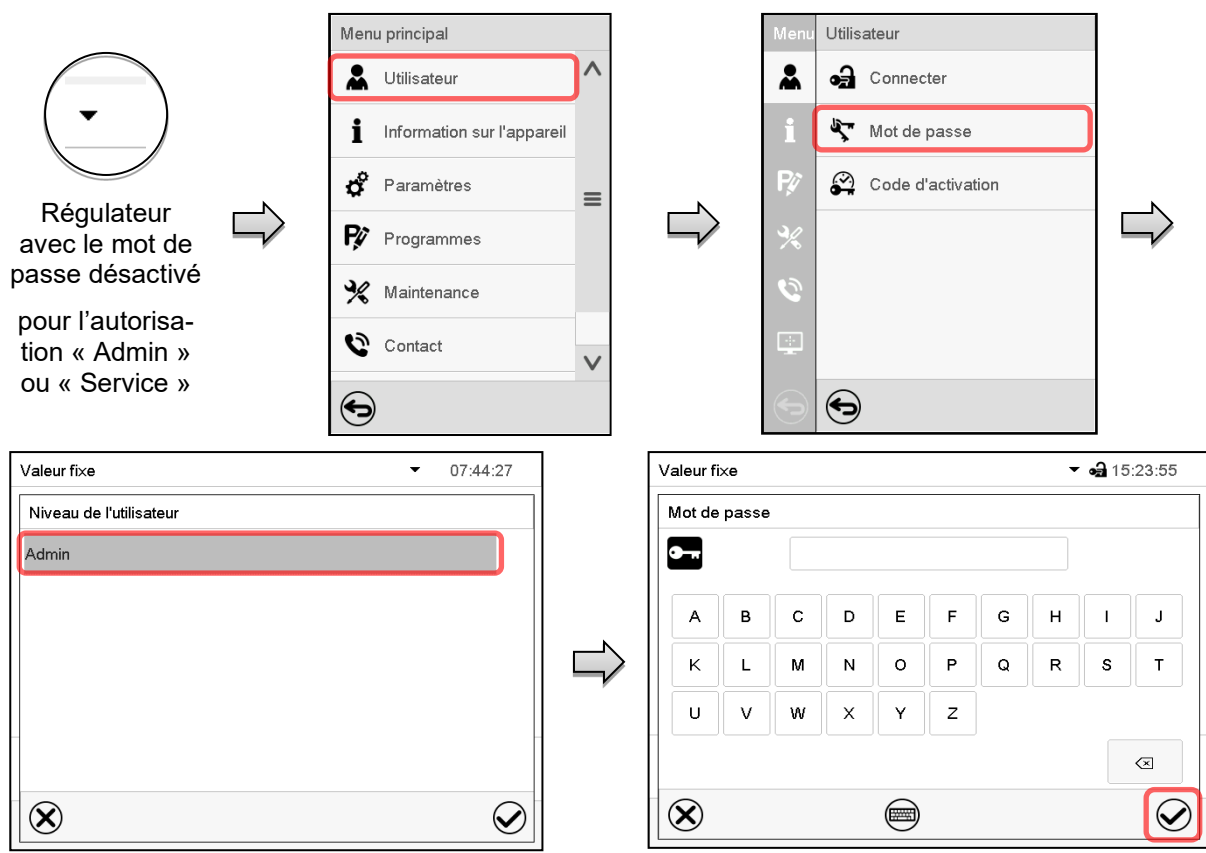 Régulateur
avec le mot de
passe désactivé
pour l'autorisa-
tion « Admin »
ou « Service »
Menu principal
Utilisateur
Information sur l'appareil
Paramètres
Programmes
Maintenance
Contact
Menu
Utilisateur
Connecter
Mot de passe
Code d'activation
Valeur fixe 07:44:27
Niveau de l'utilisateur
Admin
Valeur fixe 15:23:55
Mot de passe
A B C D E F G H I J
K L M N O P Q R S T
U V W X Y Z